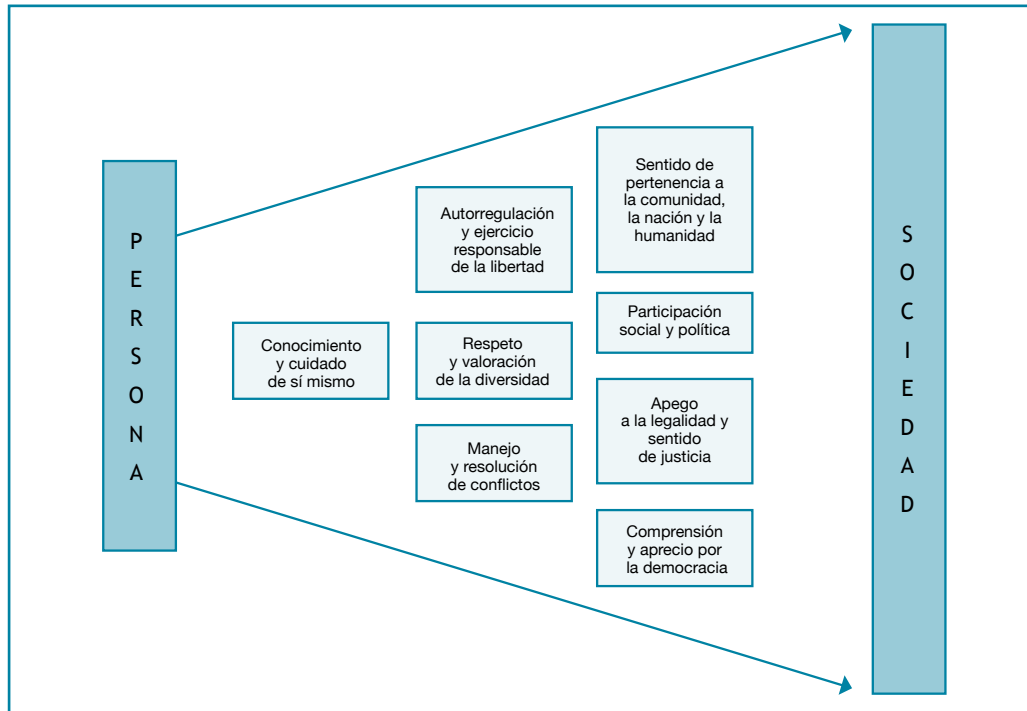 PERSONA
Conocimiento
y cuidado
de sí mismo
Autorregulación
y ejercicio
responsable
de la libertad
Respeto
y valoración
de la diversidad
Manejo
y resolución
de conflictos
Sentido de
pertenencia a
la comunidad,
la nación y la
humanidad
Participación
social y política
Apego
a la legalidad y
sentido
de justicia
Comprensión
y aprecio por
la democracia
SOCIEDAD